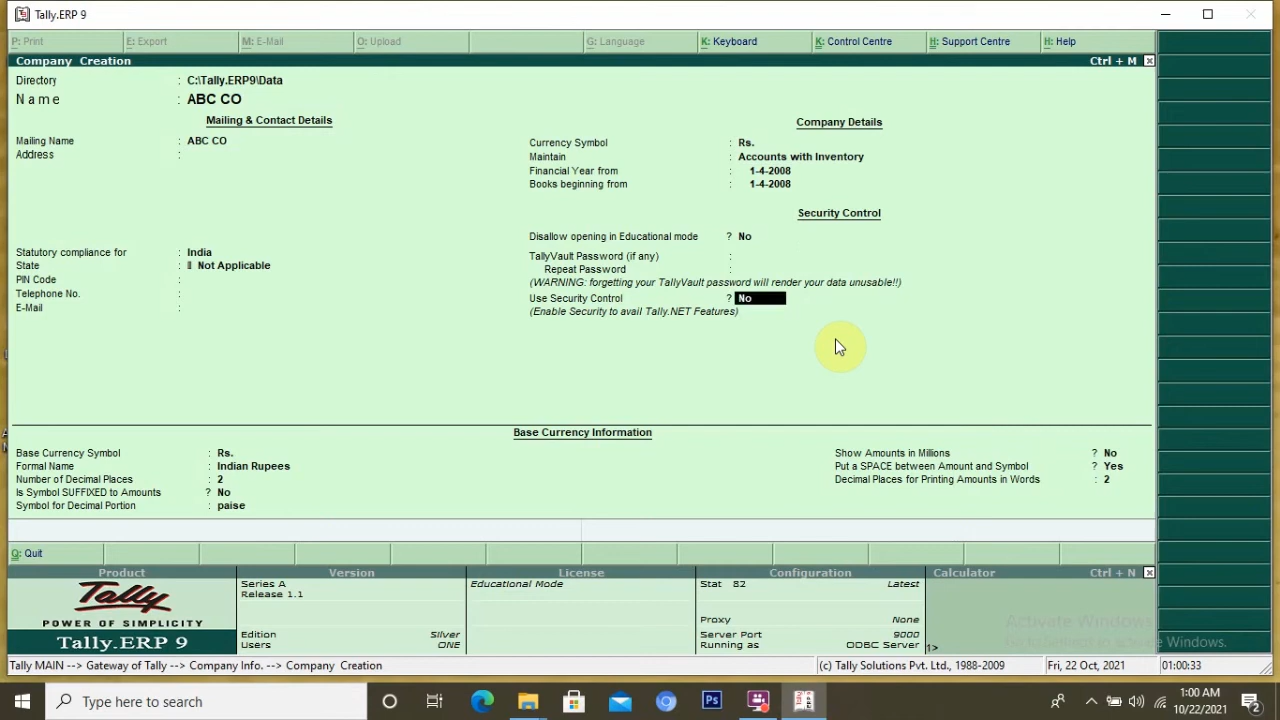 Tally.ERP 9
P: Print
E: Export
M: E-Mail
O: Upload
G: Language
K: Keyboard
K: Control Centre
H: Support Centre
H: Help
Company Creation
Ctrl + M
Directory : C:\Tally.ERP9\Data
Name : ABC CO
Mailing & Contact Details
Mailing Name : ABC CO
Address :
Statutory compliance for : India
State : Not Applicable
PIN Code :
Telephone No. :
E-Mail :
Company Details
Currency Symbol : Rs.
Maintain : Accounts with Inventory
Financial Year from : 1-4-2008
Books beginning from : 1-4-2008
Security Control
Disallow opening in Educational mode ? No
TallyVault Password (if any) :
Repeat Password :
(WARNING: forgetting your TallyVault password will render your data unusable!!)
Use Security Control ? No
(Enable Security to avail Tally.NET Features)
Base Currency Information
Base Currency Symbol : Rs.
Formal Name : Indian Rupees
Number of Decimal Places : 2
Is Symbol SUFFIXED to Amounts ? No
Symbol for Decimal Portion : paise
Show Amounts in Millions ? No
Put a SPACE between Amount and Symbol ? Yes
Decimal Places for Printing Amounts in Words : 2
Q: Quit
Product
Tally
POWER OF SIMPLICITY
Tally.ERP 9
Version
Series A
Release 1.1
Edition Silver
Users ONE
License
Educational Mode
Configuration
Stat 82 Latest
Proxy None
Server Port 9000
Running as ODBC Server
Calculator
Ctrl + N
1>
Activate Windows
Tally MAIN --> Gateway of Tally --> Company Info. --> Company Creation
(c) Tally Solutions Pvt. Ltd., 1988-2009
Fri, 22 Oct, 2021
01:00:33
Type here to search
Ps
1:00 AM
10/22/2021
2